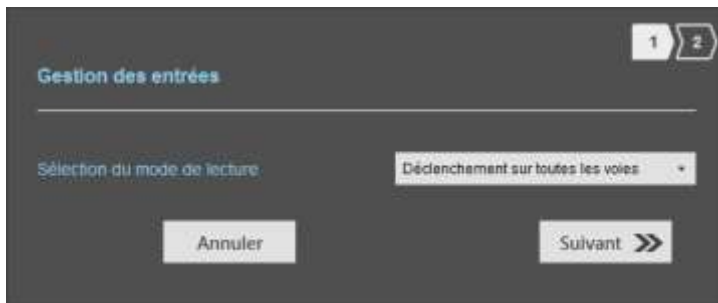 1 2
Gestion des entrées
Sélection du mode de lecture Déclenchement sur toutes les voies
Annuler Suivant